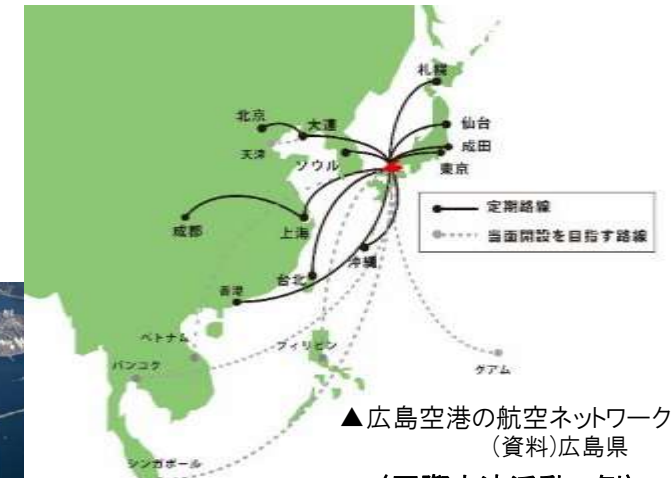 札幌
北京
大連
仙台
天津
ソウル
成田
東京
定期路線
成都
上海
当面開設を目指す路線
沖縄
台北
香港
ベトナム
フィリピン
バンコク
グアム
▲広島空港の航空ネットワーク
(資料)広島県
シンガポール